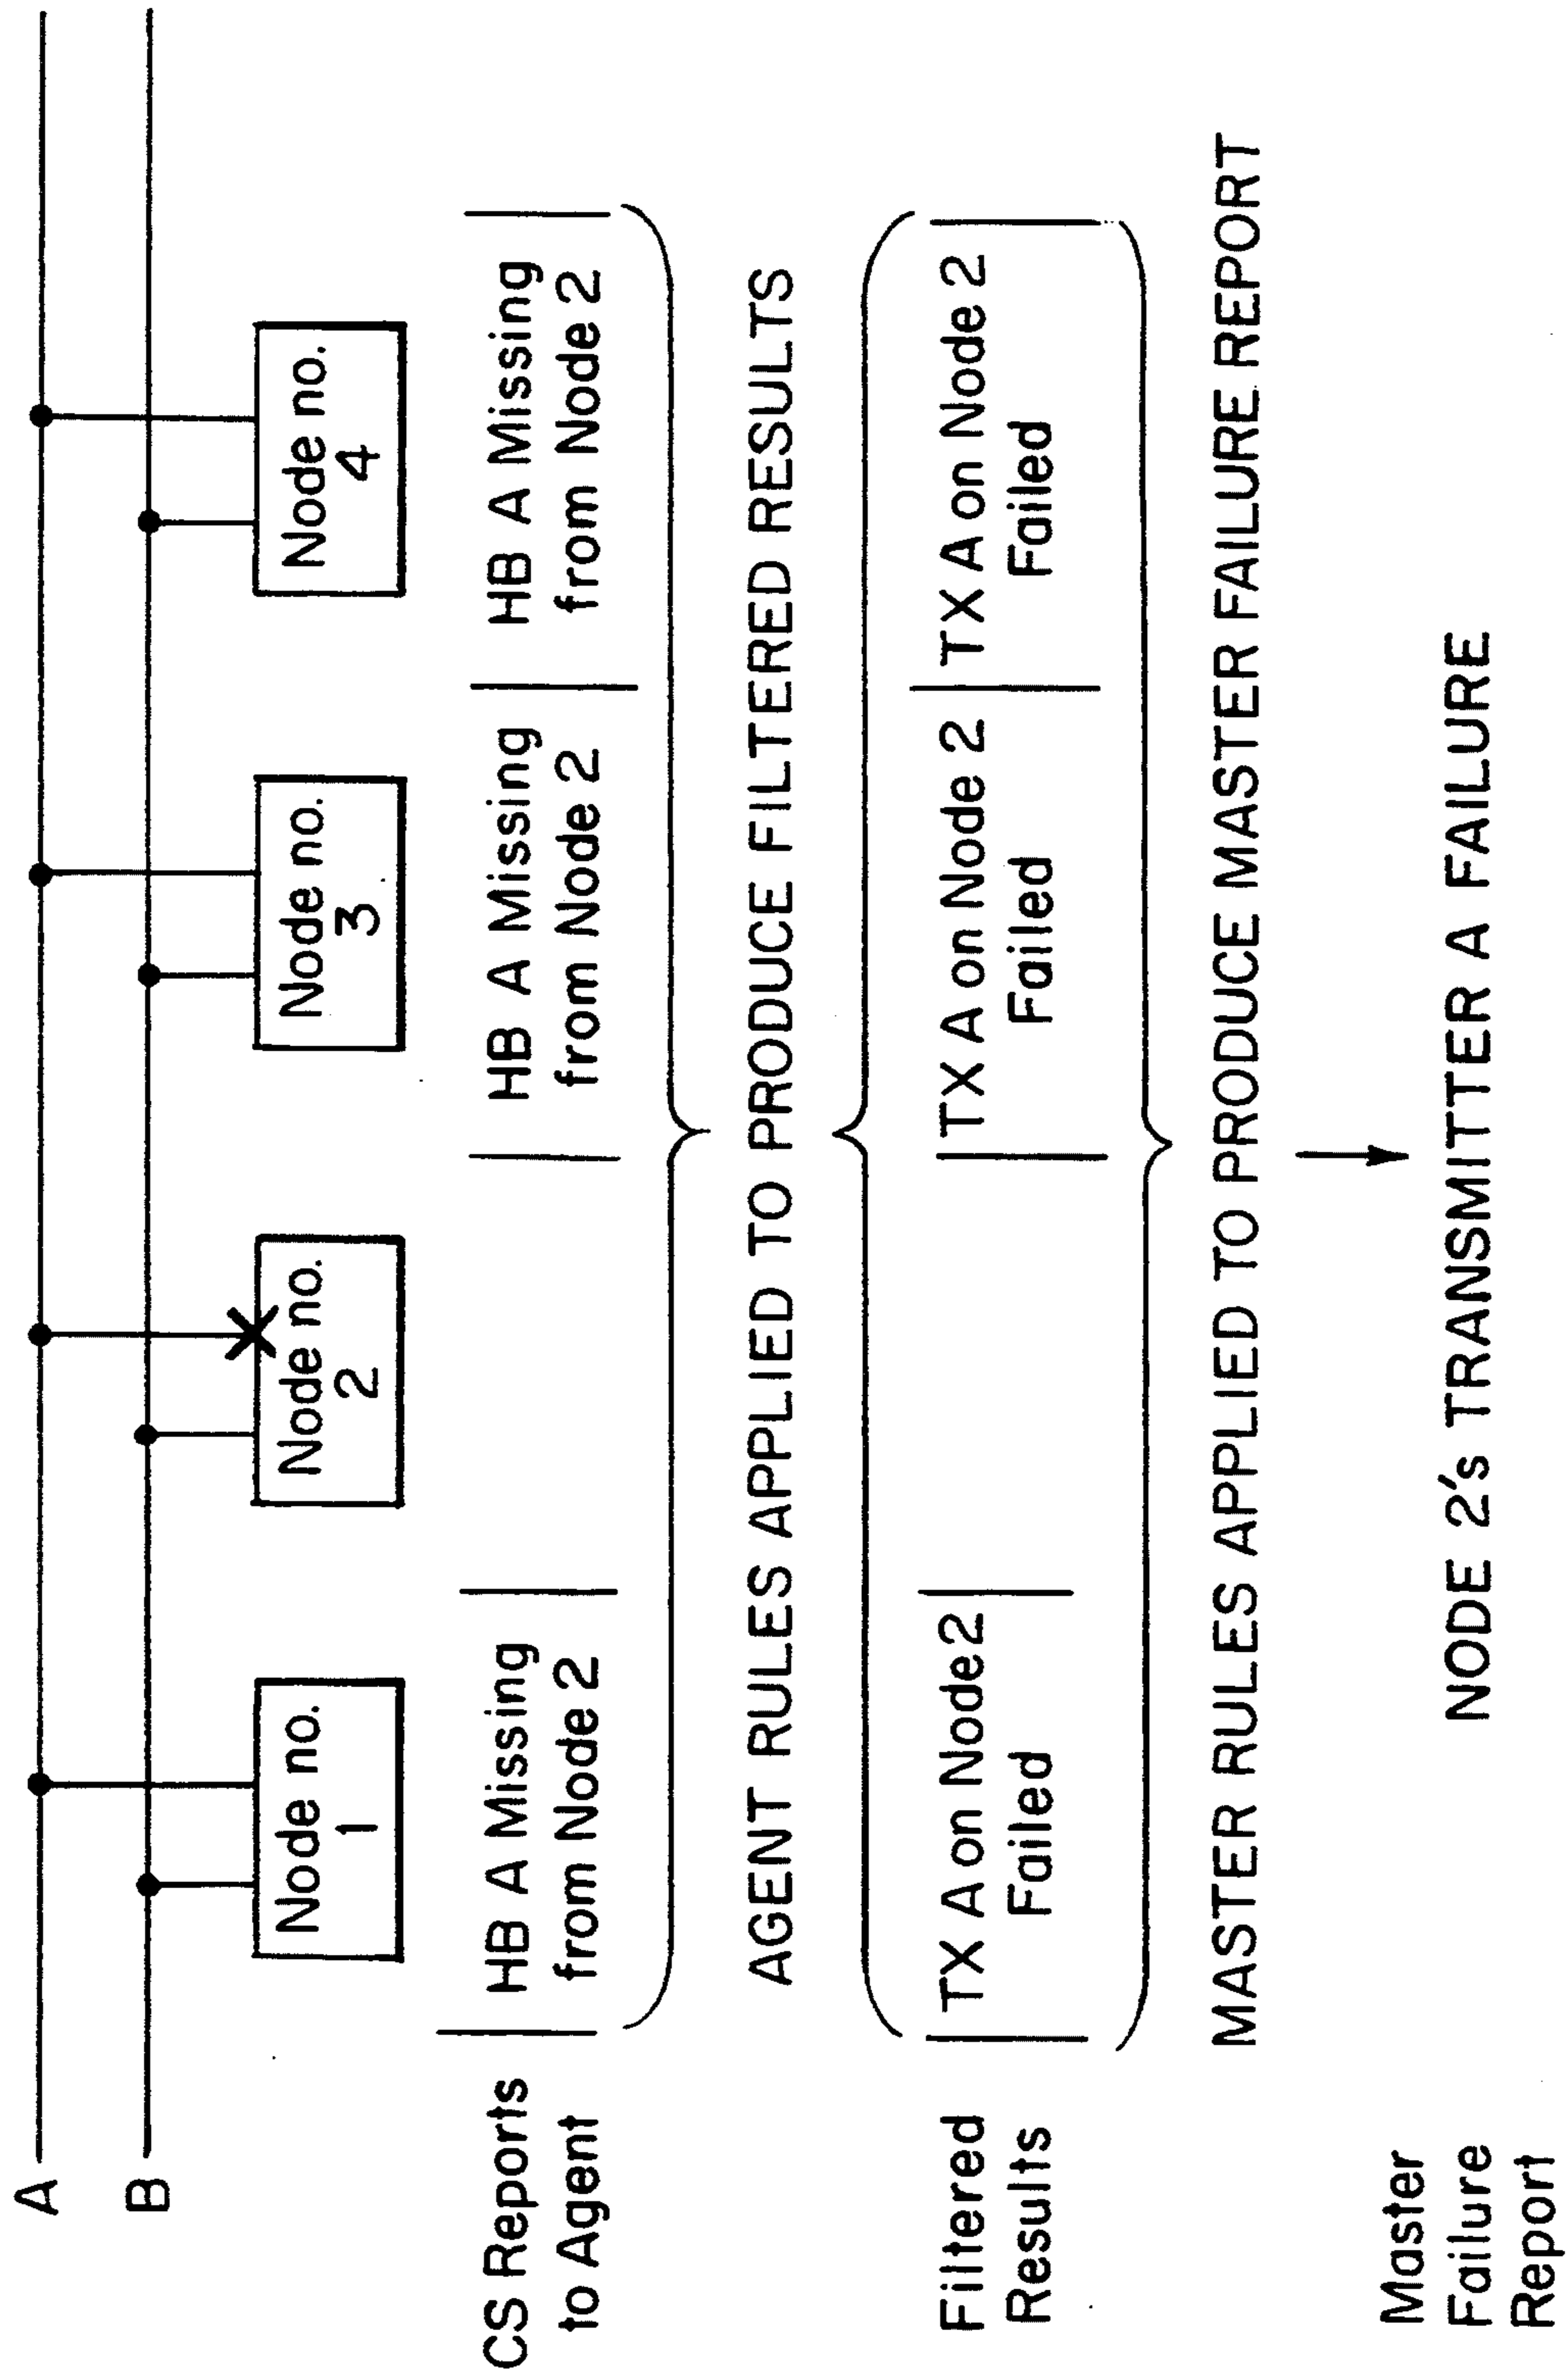 A
B
Node no.
1
Node no.
2
Node no.
3
Node no.
4
CS Reports
to Agent
HB A Missing
from Node 2
HB A Missing
from Node 2
HB A Missing
from Node 2
AGENT RULES APPLIED TO PRODUCE FILTERED RESULTS
Filtered
Results
TX A on Node2
Failed
TX A on Node 2
Failed
TX A on Node 2
Failed
MASTER RULES APPLIED TO PRODUCE MASTER FAILURE REPORT
Master
Failure
Report
NODE 2's TRANSMITTER A FAILURE